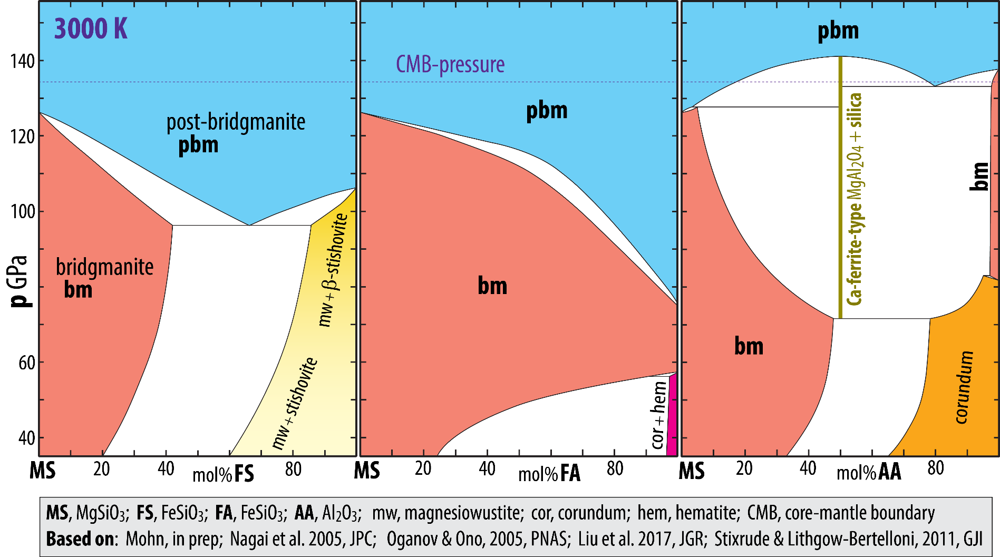 3000 K
140
120
100
60
40
p GPa
post-bridgmanite
pbm
bridgmanite
bm
mw + β-stishovite
mw + stishovite
MS
20
40
mol% FS
80
CMB-pressure
pbm
bm
cor + hem
MS
20
40
mol% FA
80
pbm
Ca-ferrite-type MgAl2O4 + silica
bm
bm
corundum
MS
20
40
mol% AA
80
MS, MgSiO3; FS, FeSiO3; FA, FeSiO3; AA, Al2O3; mw, magnesiowustite; cor, corundum; hem, hematite; CMB, core-mantle boundary
Based on: Mohn, in prep; Nagai et al. 2005, JPC; Oganov & Ono, 2005, PNAS; Liu et al. 2017, JGR; Stixrude & Lithgow-Bertelloni, 2011, GJI